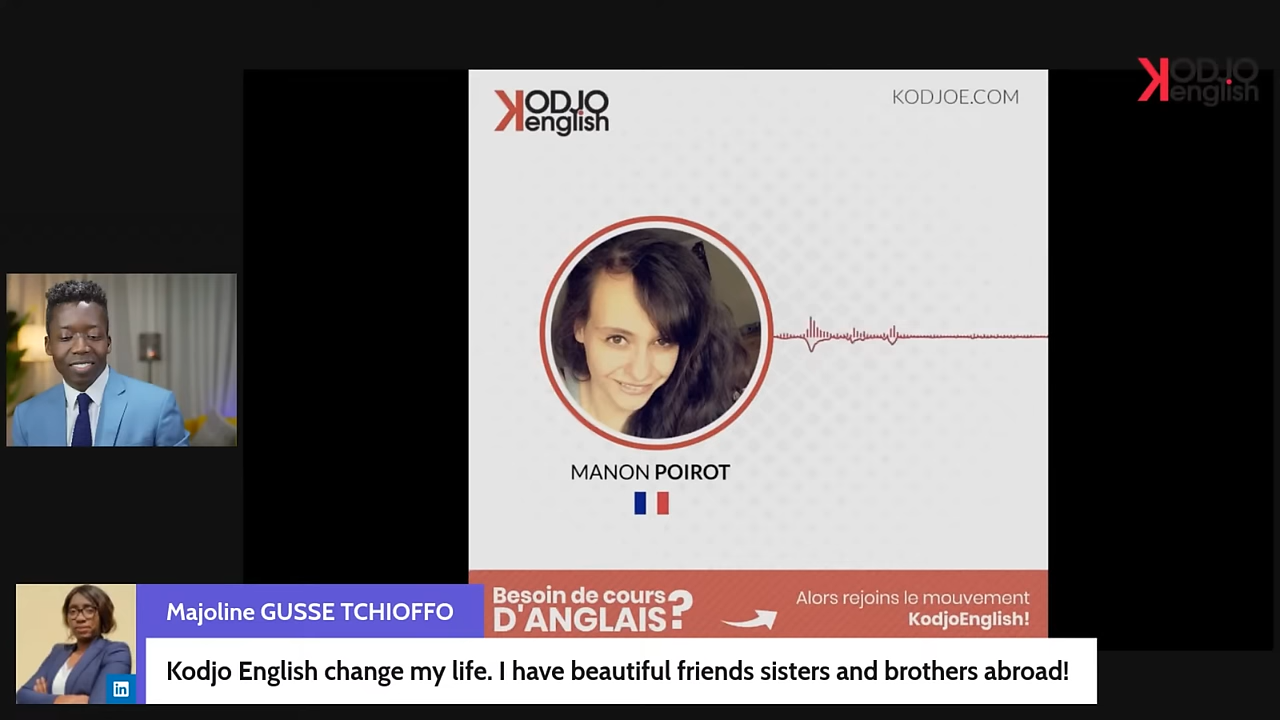 KODJO
english
KODJOE.COM
KODJO
english
MANON POIROT
Besoin de cours
D'ANGLAIS?
Alors rejoins le mouvement
KodjoEnglish!
Majoline GUSSE TCHIOFFO
in
Kodjo English change my life. I have beautiful friends sisters and brothers abroad!